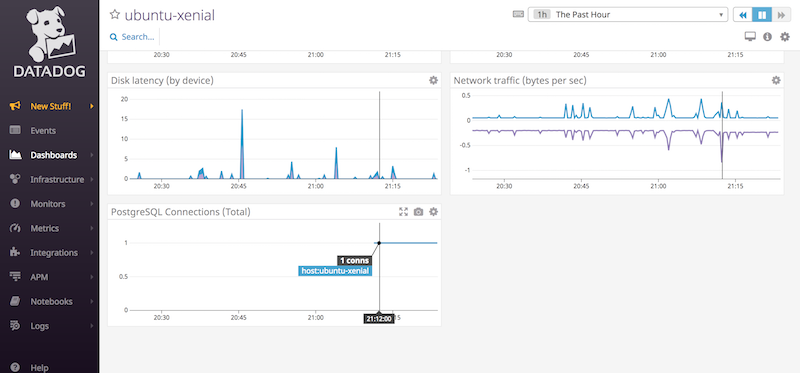 DATADOG
New Stuff!
Events
Dashboards
Infrastructure
Monitors
Metrics
Integrations
APM
Notebooks
Logs
Help
ubuntu-xenial
1h The Past Hour
Search...
20:30 20:45 21:00 21:15
20:30 20:45 21:00 21:15
Disk latency (by device)
20
15
10
5
0
20:30 20:45 21:00 21:15
Network traffic (bytes per sec)
0.5
0
-0.5
-1
20:30 20:45 21:00 21:15
PostgreSQL Connections (Total)
1
0.5
0
1 conns
host:ubuntu-xenial
20:30 20:45 21:00 21:12:00 :15